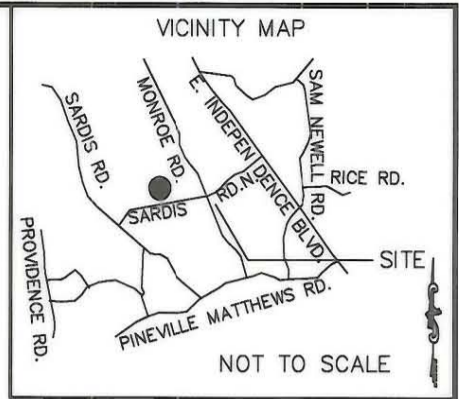 VICINITY MAP
SARDIS RD.
MONROE RD.
E. INDEPENDENCE BLVD.
SAM NEWELL RD.
RICE RD.
SARDIS RD. N.
PROVIDENCE RD.
SITE
PINEVILLE MATTHEWS RD.
NOT TO SCALE